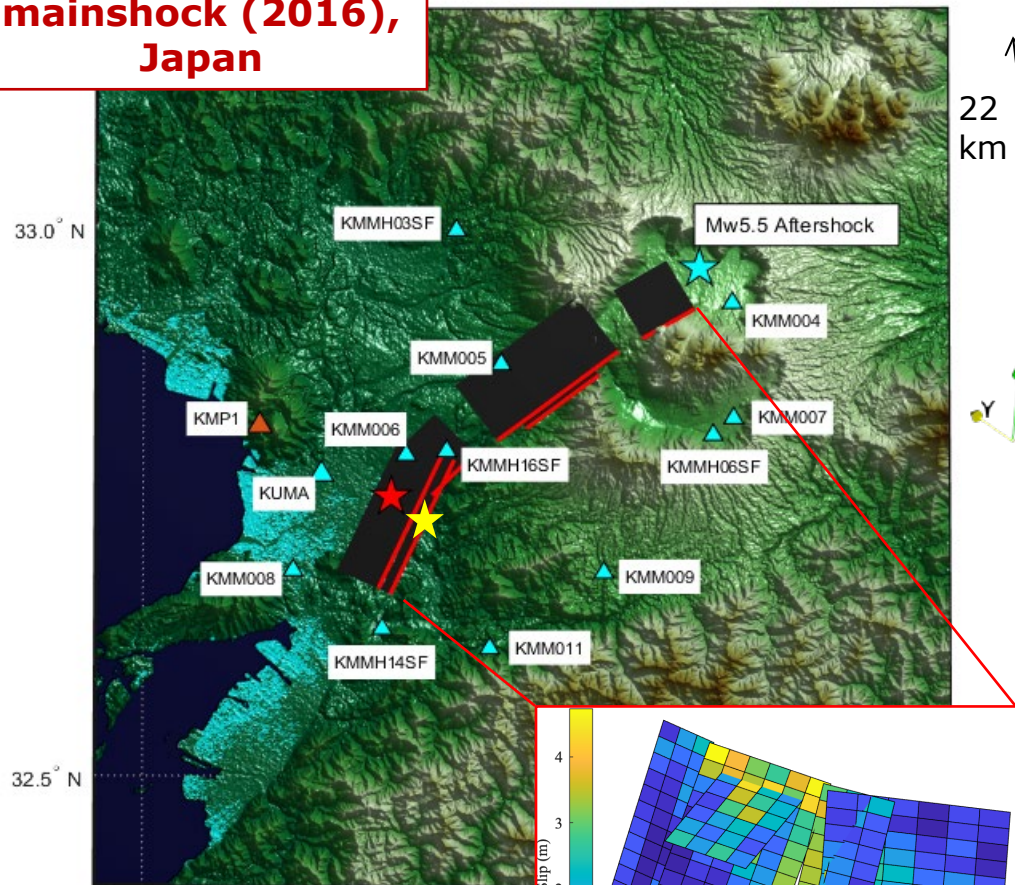 mainshock (2016),
Japan
22
km
33.0° N
KMMH03SF
Mw5.5 Aftershock
KMM004
KMM005
KMP1
KMM006
KMM007
KMMH16SF
KMMH06SF
KUMA
KMM008
KMM009
KMMH14SF
KMM011
32.5° N
4
3
Y